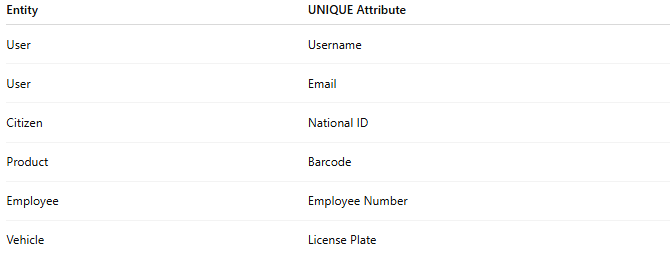 Entity UNIQUE Attribute
User Username
User Email
Citizen National ID
Product Barcode
Employee Employee Number
Vehicle License Plate